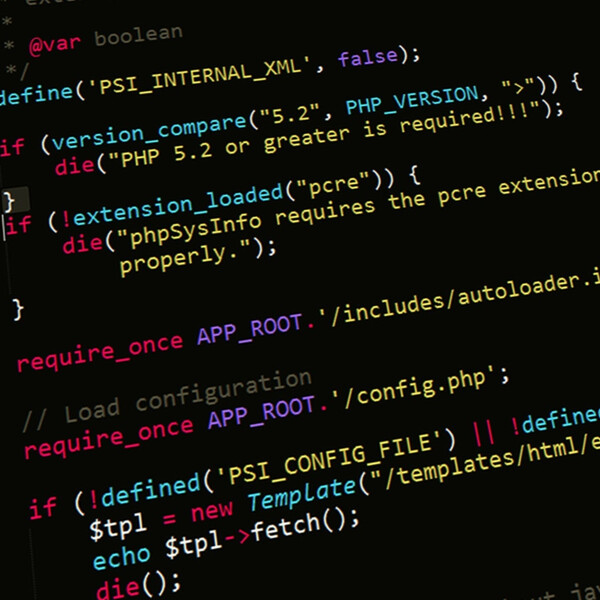 *
* @var boolean
*/
define('PSI_INTERNAL_XML', false);
if (version_compare("5.2", PHP_VERSION, ">")) {
die("PHP 5.2 or greater is required!!!");
}
if (!extension_loaded("pcre")) {
die("phpSysInfo requires the pcre extension
properly.");
}
require_once APP_ROOT.'/includes/autoloader.i
// Load configuration
require_once APP_ROOT.'/config.php';
if (!defined('PSI_CONFIG_FILE') || !defined
$tpl = new Template("/templates/html/e
echo $tpl->fetch();
die();